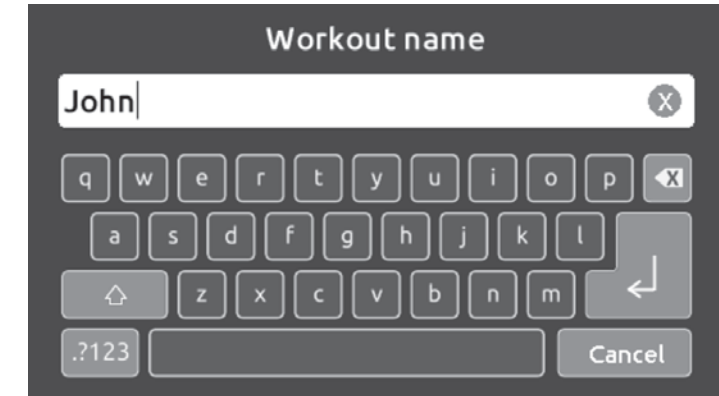 Workout name
John
X
q w e r t y u i o p X
a s d f g h j k l
z x c v b n m
.?123 Cancel